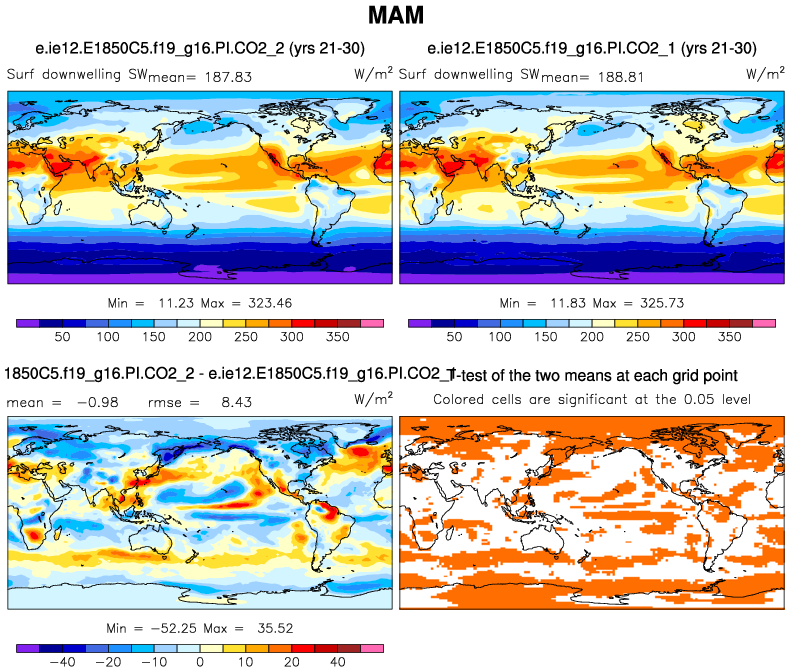 MAM
e.ie12.E1850C5.f19_g16.PI.CO2_2 (yrs 21-30)
Surf downwelling SW mean= 187.83 W/m²
Min = 11.23 Max = 323.46
50 100 150 200 250 300 350
e.ie12.E1850C5.f19_g16.PI.CO2_1 (yrs 21-30)
Surf downwelling SW mean= 188.81 W/m²
Min = 11.83 Max = 325.73
50 100 150 200 250 300 350
1850C5.f19_g16.PI.CO2_2 - e.ie12.E1850C5.f19_g16.PI.CO2_
mean = −0.98 rmse = 8.43 W/m²
Min = −52.25 Max = 35.52
−40 −20 −10 0 10 20 40
T-test of the two means at each grid point
Colored cells are significant at the 0.05 level